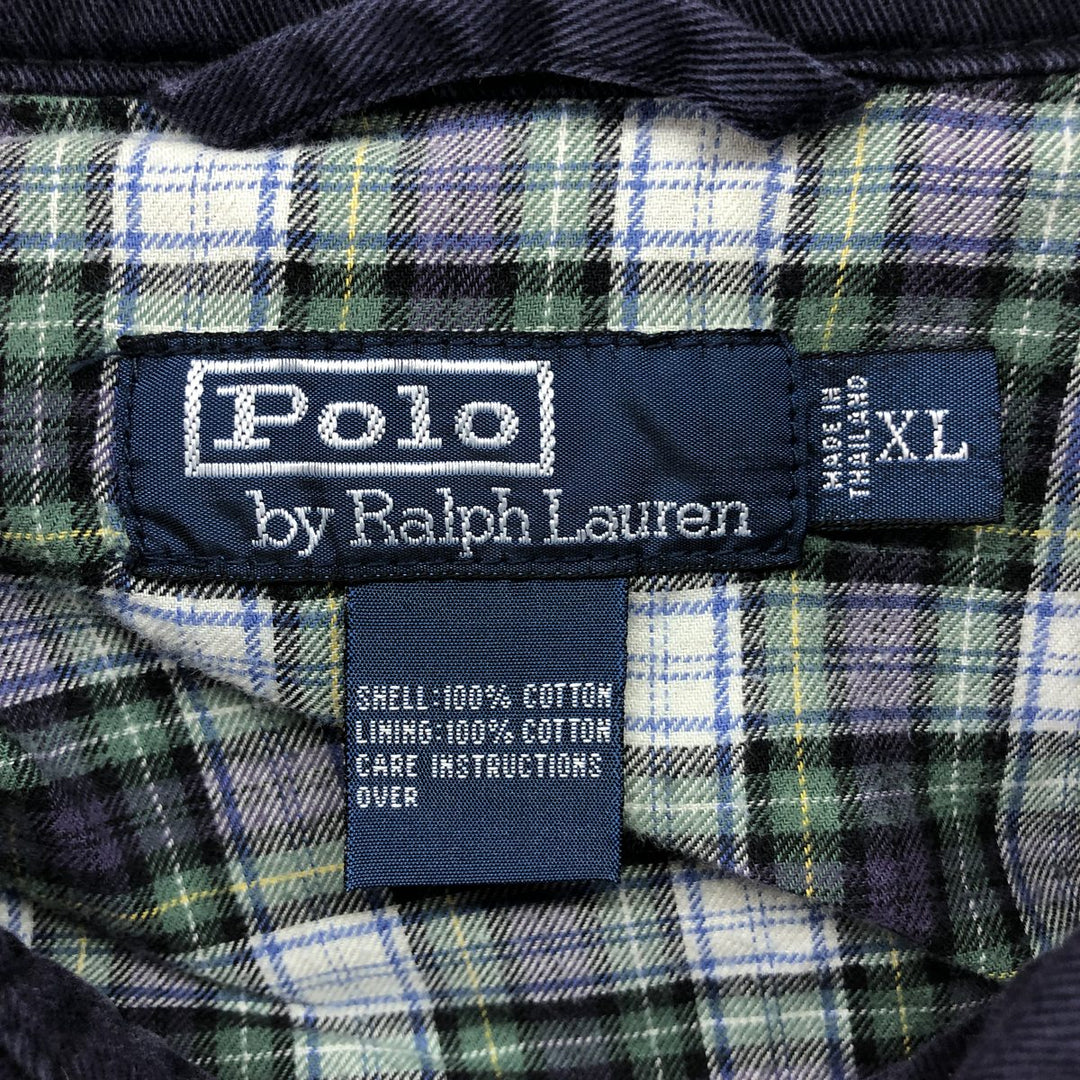 Polo
by Ralph Lauren
MADE IN
THAILAND
XL
SHELL:100% COTTON
LINING:100% COTTON
CARE INSTRUCTIONS
OVER